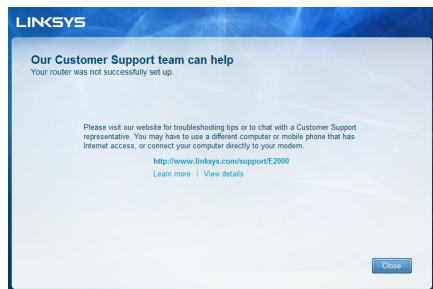 LINKSYS
Our Customer Support team can help
Your router was not successfully set up.
Please visit our website for troubleshooting tips or to chat with a Customer Support
representative. You may have to use a different computer or mobile phone that has
Internet access, or connect your computer directly to your modem.
http://www.linksys.com/support/E2000
Learn more | View details
Close